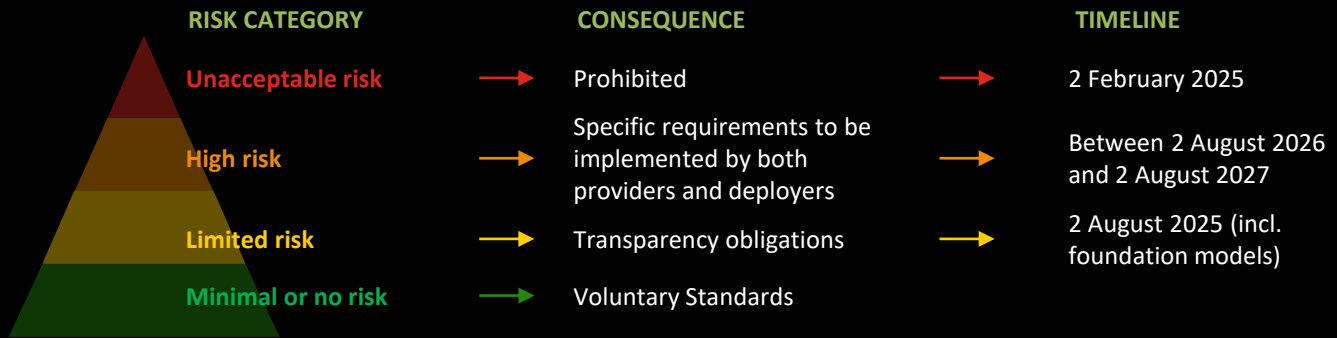 RISK CATEGORY CONSEQUENCE TIMELINE
Unacceptable risk Prohibited 2 February 2025
High risk
Specific requirements to be
implemented by both
providers and deployers
Between 2 August 2026
and 2 August 2027
Limited risk Transparency obligations
2 August 2025 (incl.
foundation models)
Minimal or no risk Voluntary Standards